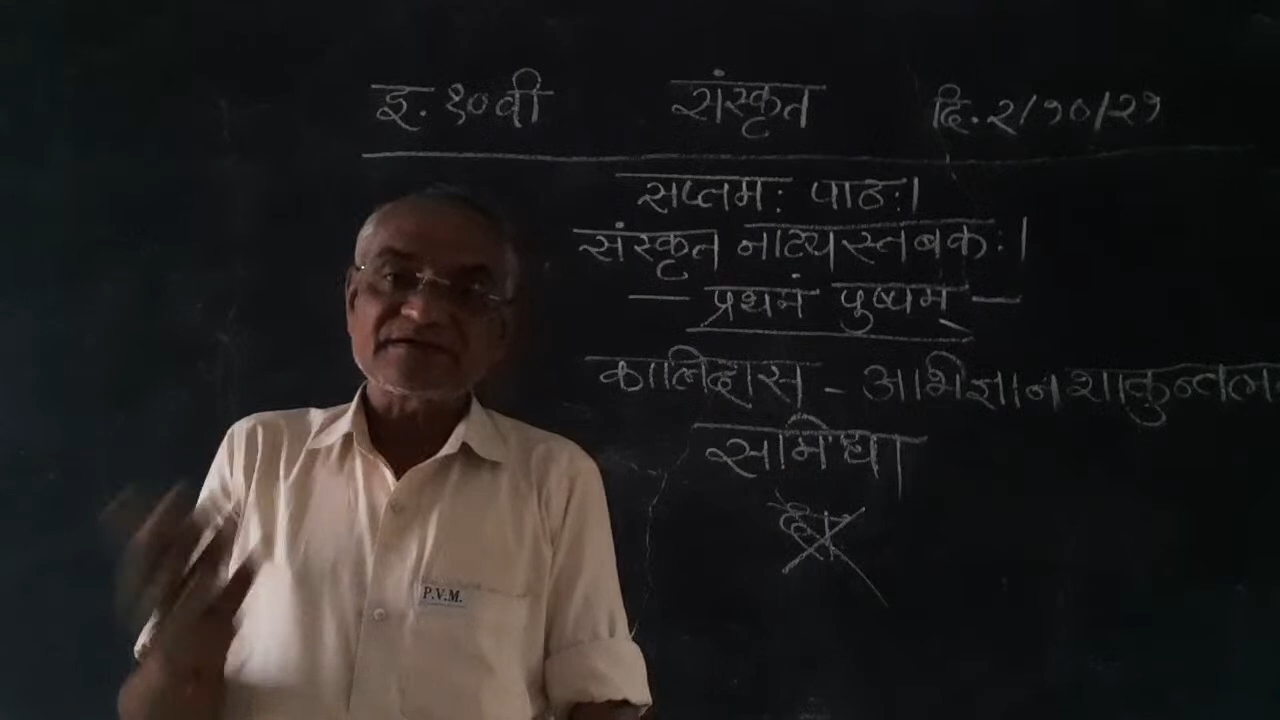 इ. १०वी संस्कृत दि. २/१०/२१
सप्तमः पाठः।
संस्कृत नाट्यस्तबकः।
— प्रथमं पुष्पम् —
कालिदास - अभिज्ञानशाकुन्तलम
समिधा
P.V.M.